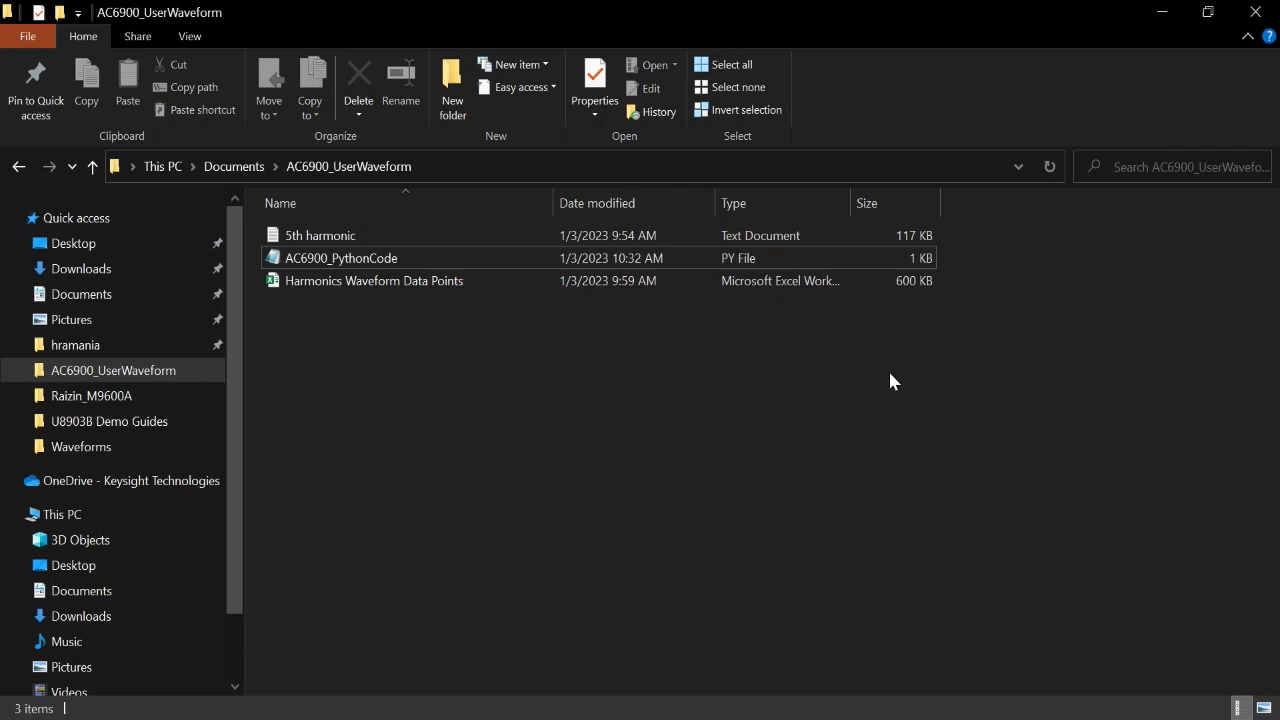 AC6900_UserWaveform
File Home Share View
Pin to Quick access
Copy
Paste
Cut
Copy path
Paste shortcut
Clipboard
Move to
Copy to
Delete
Rename
Organize
New folder
New item
Easy access
New
Properties
Open
Edit
History
Open
Select all
Select none
Invert selection
Select
This PC Documents AC6900_UserWaveform
Search AC6900_UserWavefo...
Name Date modified Type Size
5th harmonic 1/3/2023 9:54 AM Text Document 117 KB
AC6900_PythonCode 1/3/2023 10:32 AM PY File 1 KB
Harmonics Waveform Data Points 1/3/2023 9:59 AM Microsoft Excel Work... 600 KB
Quick access
Desktop
Downloads
Documents
Pictures
hramania
AC6900_UserWaveform
Raizin_M9600A
U8903B Demo Guides
Waveforms
OneDrive - Keysight Technologies
This PC
3D Objects
Desktop
Documents
Downloads
Music
Pictures
Videos
3 items